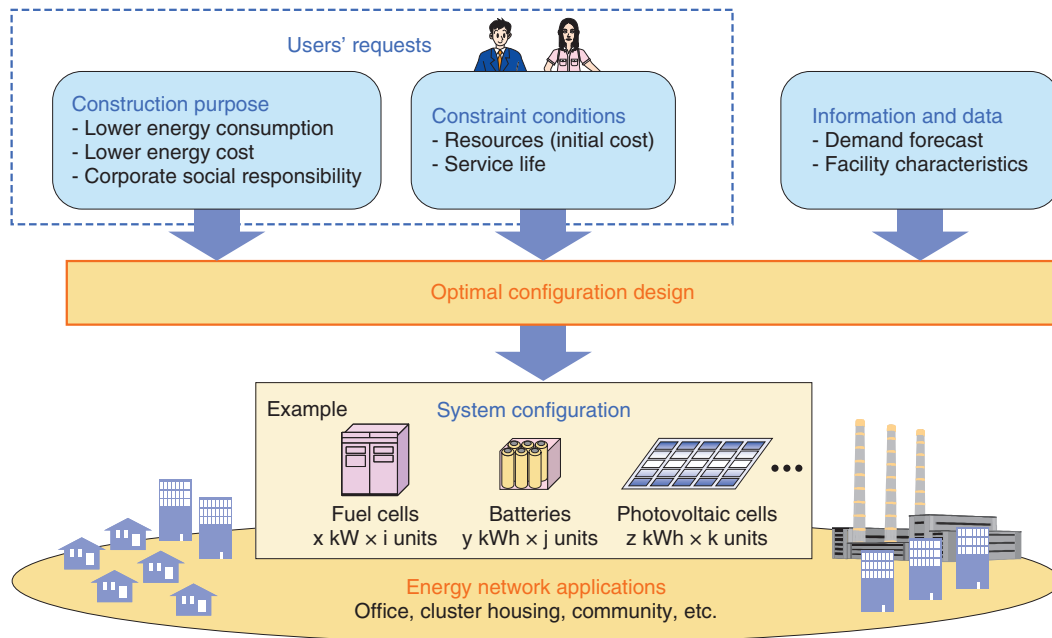 Users' requests
Construction purpose
- Lower energy consumption
- Lower energy cost
- Corporate social responsibility
Constraint conditions
- Resources (initial cost)
- Service life
Information and data
- Demand forecast
- Facility characteristics
Optimal configuration design
Example
System configuration
Fuel cells
x kW × i units
Batteries
y kWh × j units
Photovoltaic cells
z kWh × k units
Energy network applications
Office, cluster housing, community, etc.